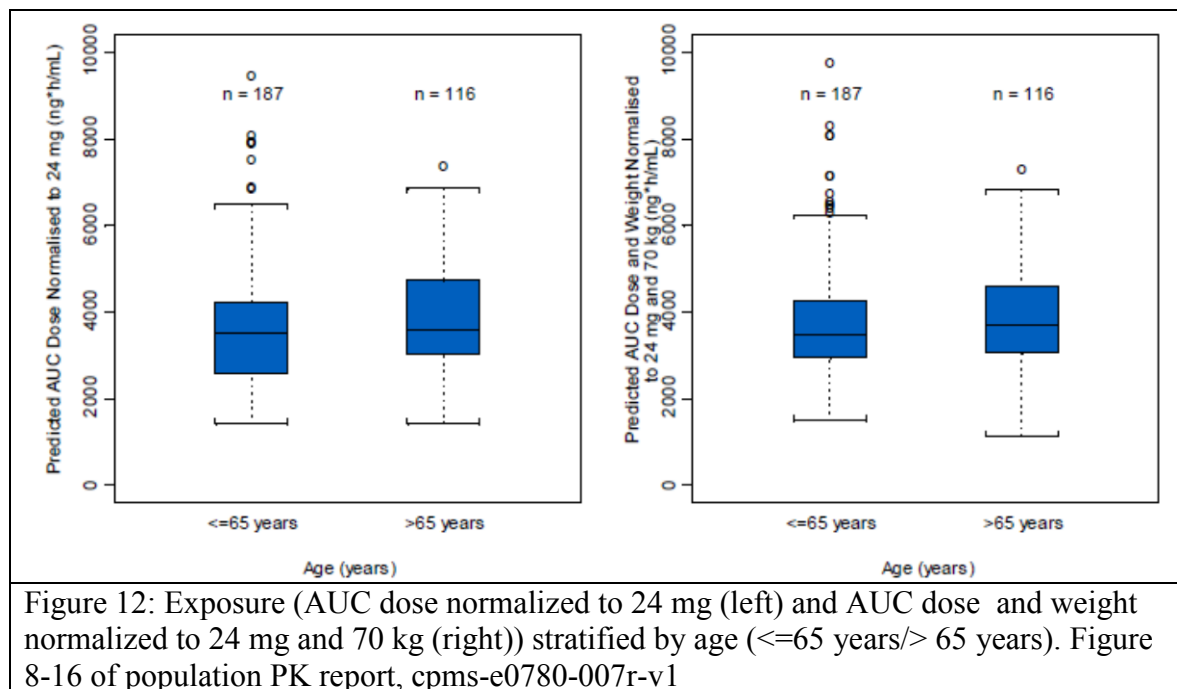 Predicted AUC Dose Normalised to 24 mg (ng*h/mL)
10000
8000
6000
4000
2000
0
n = 187
n = 116
<=65 years
>65 years
Age (years)
Predicted AUC Dose and Weight Normalised
to 24 mg and 70 kg (ng*h/mL)
10000
8000
6000
4000
2000
0
n = 187
n = 116
<=65 years
>65 years
Age (years)
Figure 12: Exposure (AUC dose normalized to 24 mg (left) and AUC dose and weight
normalized to 24 mg and 70 kg (right)) stratified by age (<=65 years/> 65 years). Figure
8-16 of population PK report, cpms-e0780-007r-v1